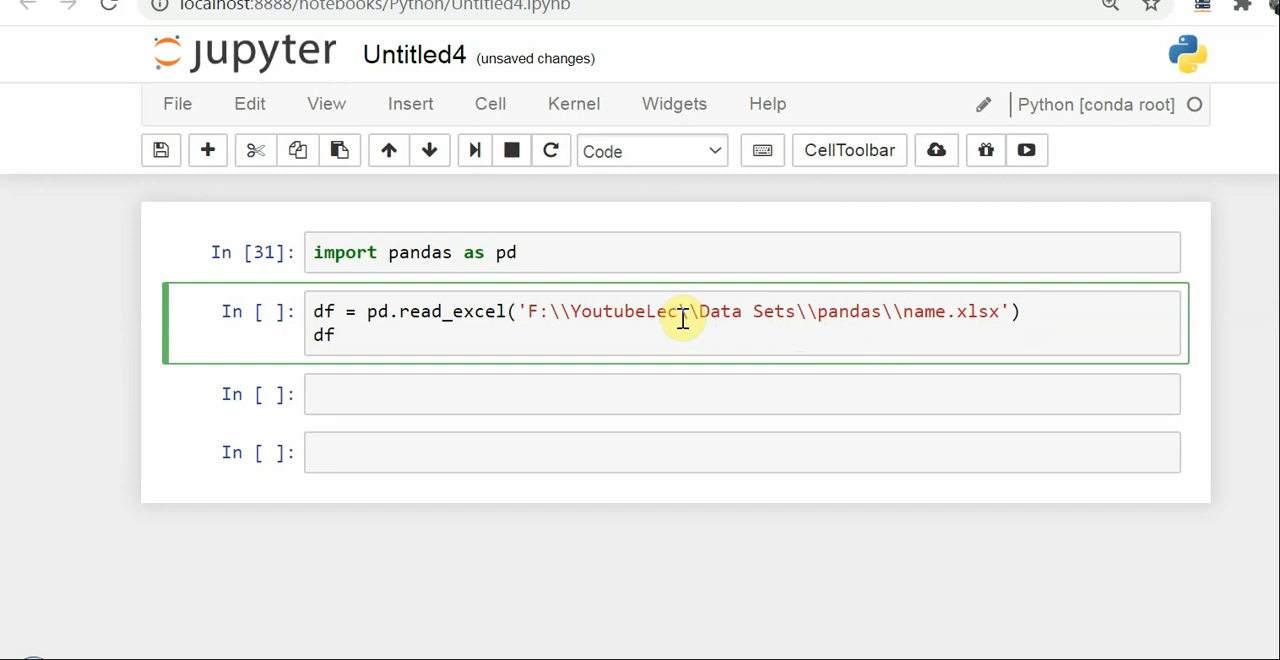 localhost:8888/notebooks/Python/Untitled4.ipynb
jupyter Untitled4 (unsaved changes)
File Edit View Insert Cell Kernel Widgets Help Python [conda root]
Code CellToolbar
In [31]: import pandas as pd
In [ ]: df = pd.read_excel('F:\\YoutubeLec\\Data Sets\\pandas\\name.xlsx')
df
In [ ]:
In [ ]: